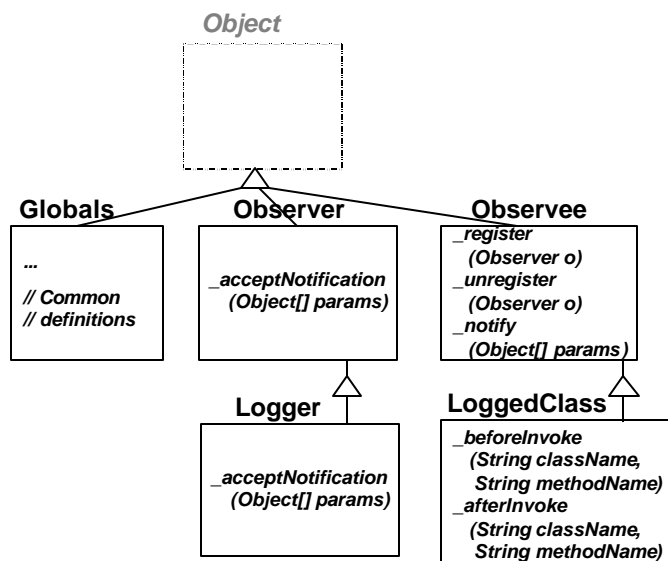 Object
Globals
Observer
Observee
...
// Common
// definitions
_acceptNotification
(Object[] params)
_register
(Observer o)
_unregister
(Observer o)
_notify
(Object[] params)
Logger
LoggedClass
_acceptNotification
(Object[] params)
_beforeInvoke
(String className,
String methodName)
_afterInvoke
(String className,
String methodName)